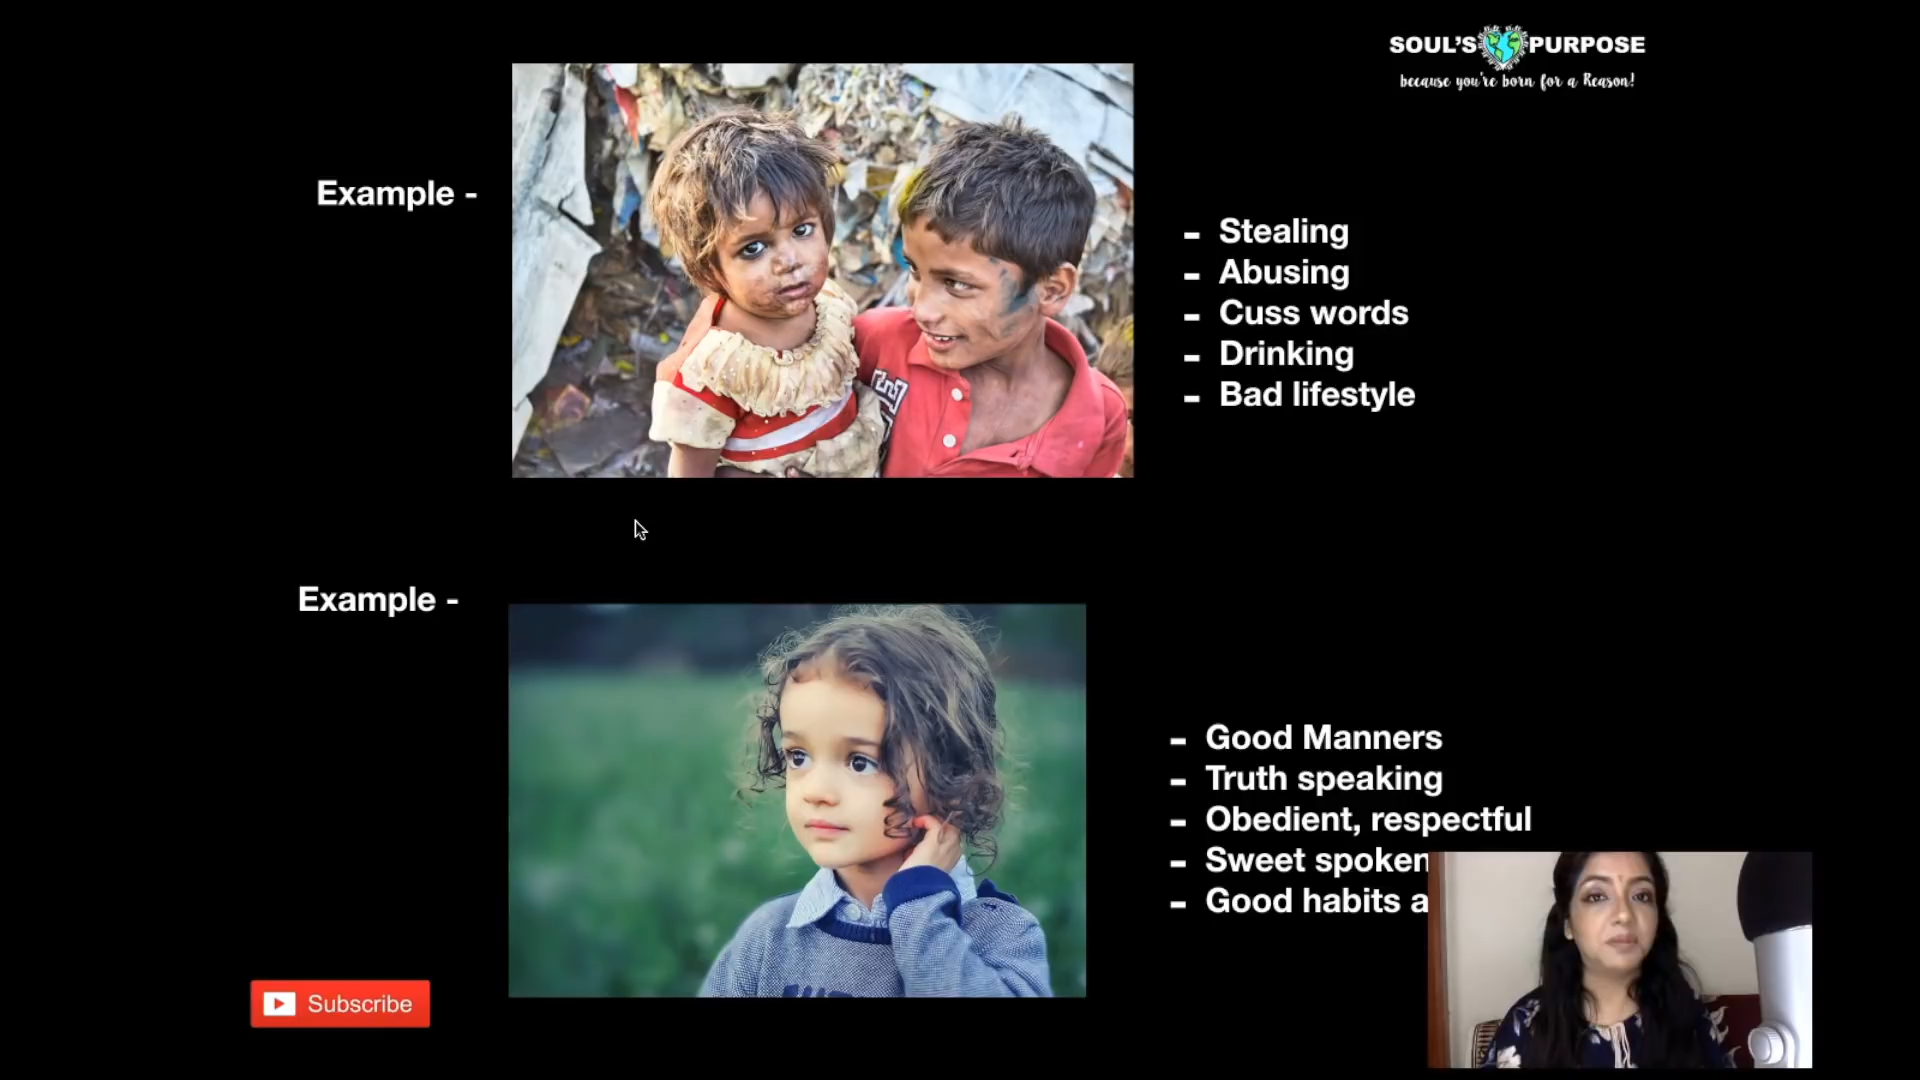 SOUL'S PURPOSE
because you're born for a Reason!
Example -
- Stealing
- Abusing
- Cuss words
- Drinking
- Bad lifestyle
Example -
- Good Manners
- Truth speaking
- Obedient, respectful
- Sweet spoken
- Good habits a
Subscribe